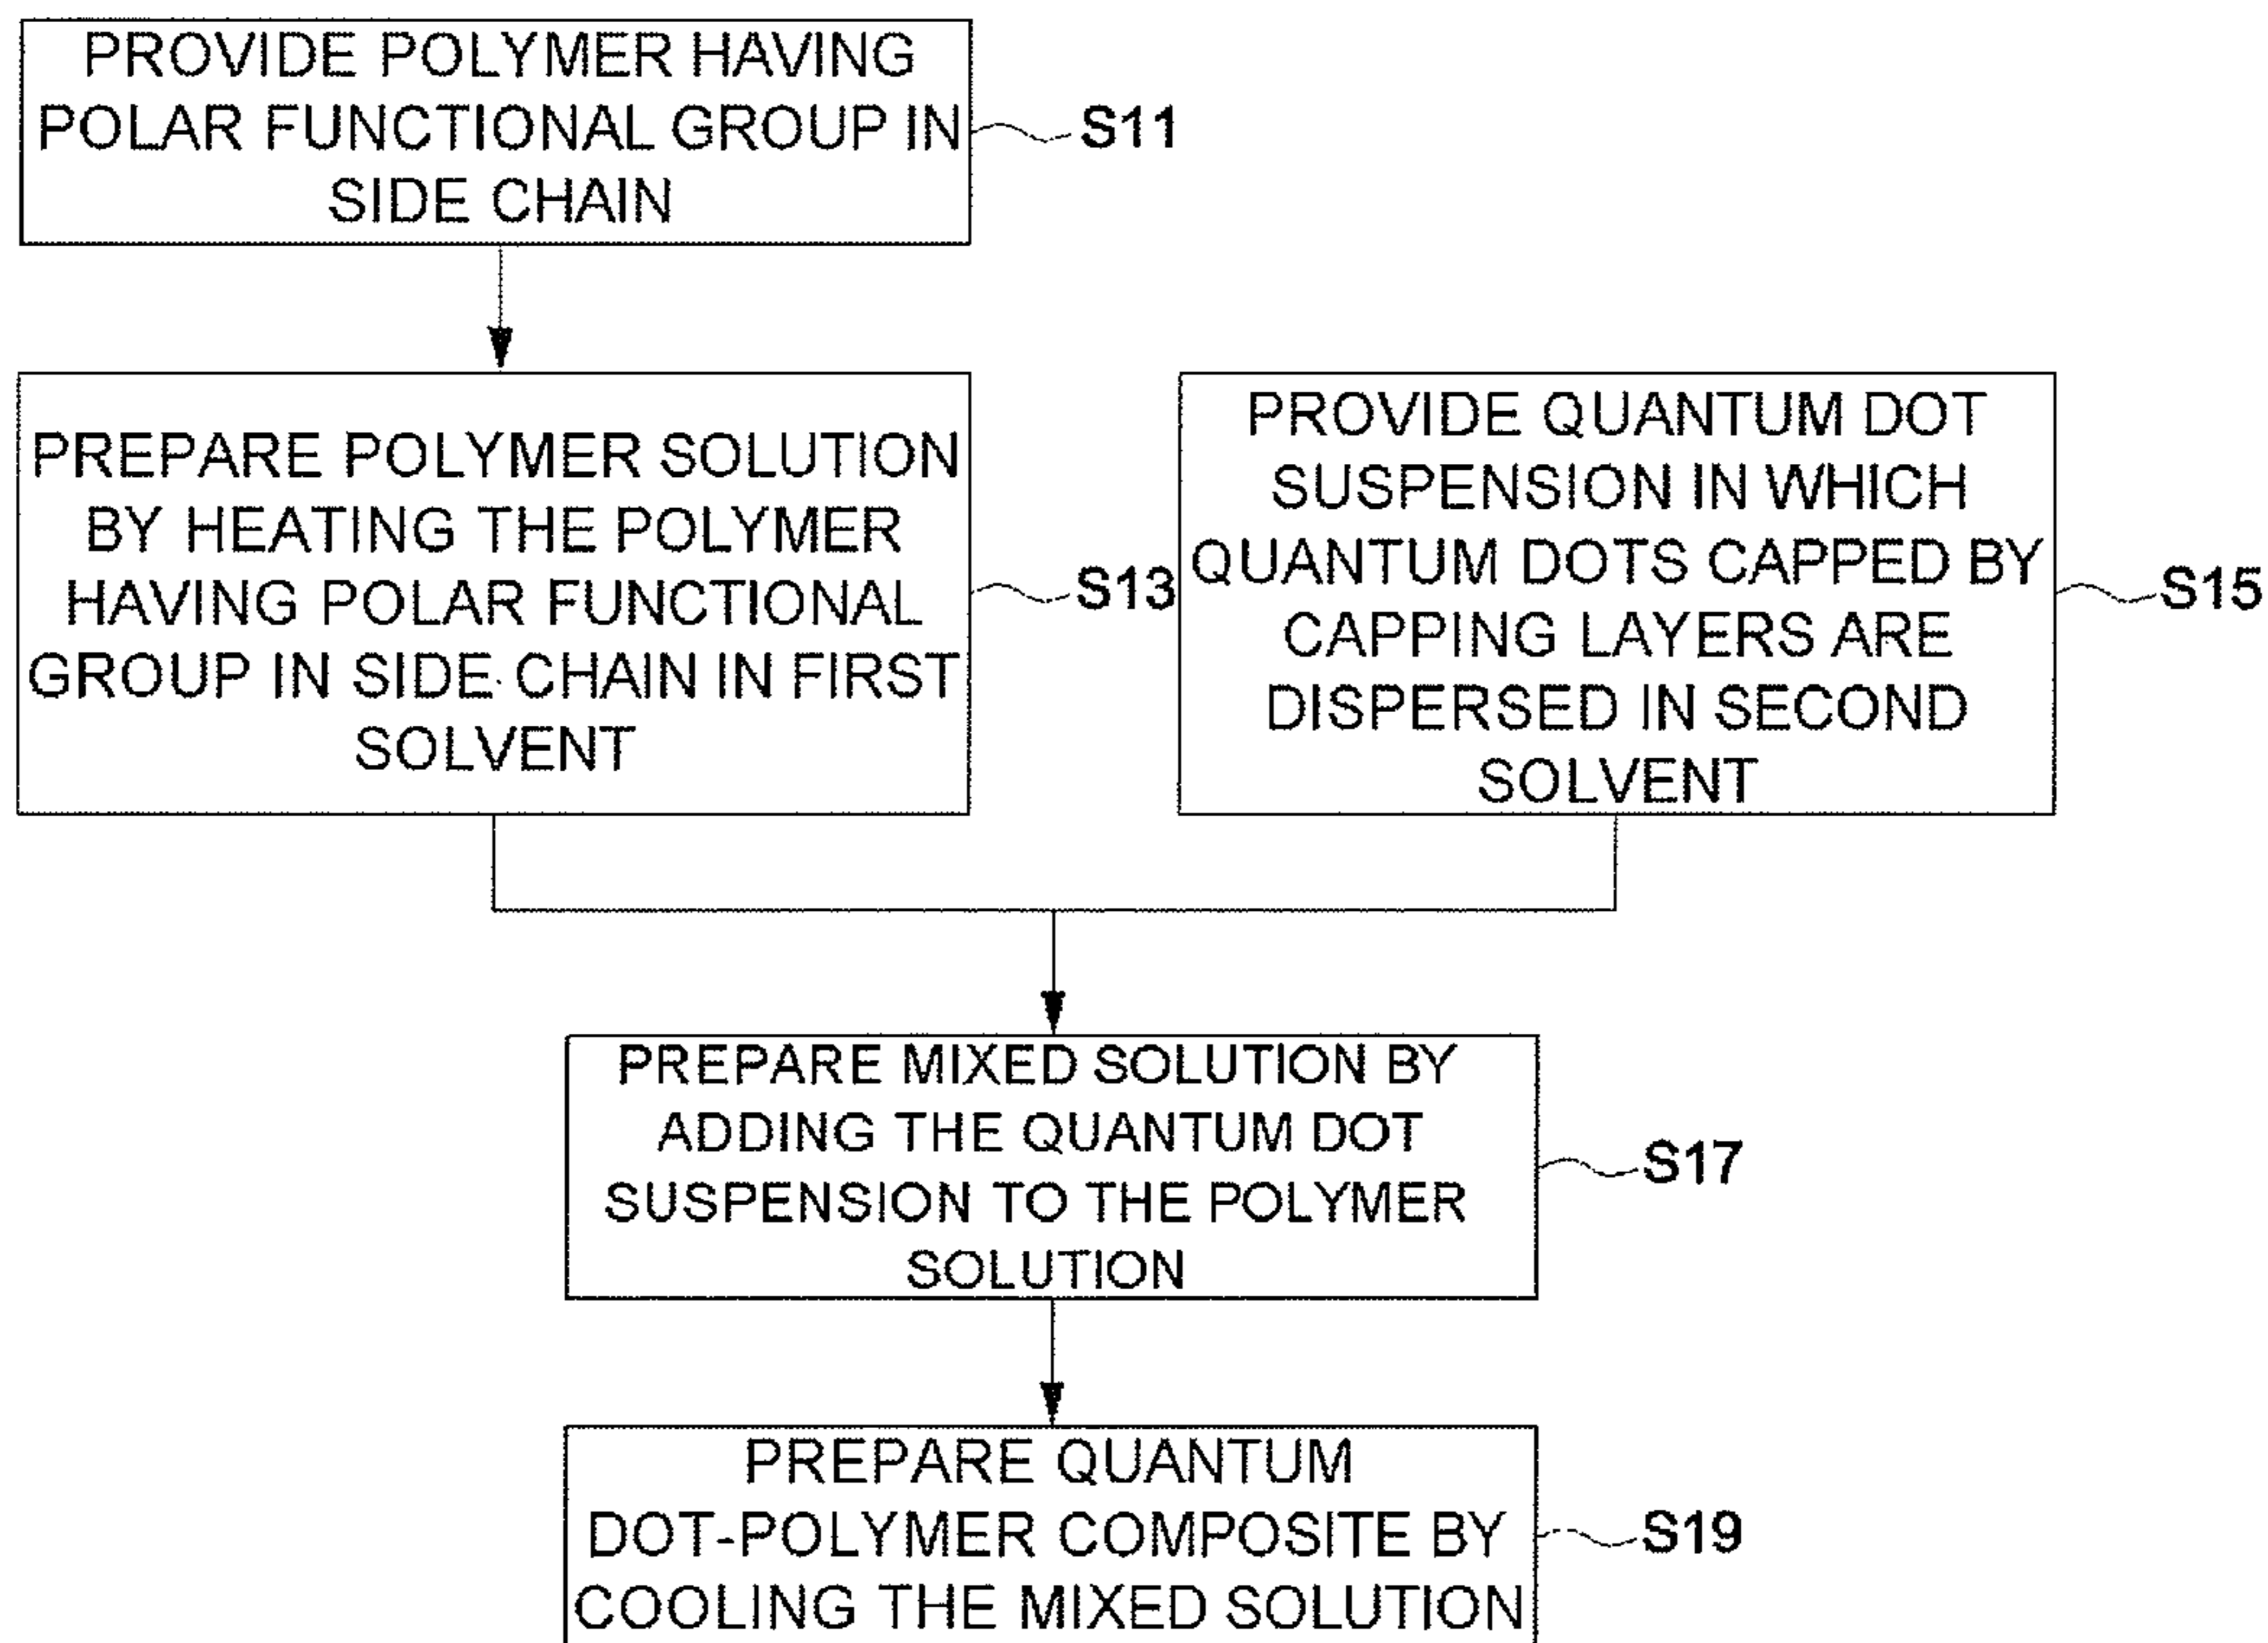 PROVIDE POLYMER HAVING
POLAR FUNCTIONAL GROUP IN
SIDE CHAIN
S11
PREPARE POLYMER SOLUTION
BY HEATING THE POLYMER
HAVING POLAR FUNCTIONAL
GROUP IN SIDE CHAIN IN FIRST
SOLVENT
S13
PROVIDE QUANTUM DOT
SUSPENSION IN WHICH
QUANTUM DOTS CAPPED BY
CAPPING LAYERS ARE
DISPERSED IN SECOND
SOLVENT
S15
PREPARE MIXED SOLUTION BY
ADDING THE QUANTUM DOT
SUSPENSION TO THE POLYMER
SOLUTION
S17
PREPARE QUANTUM
DOT-POLYMER COMPOSITE BY
COOLING THE MIXED SOLUTION
S19